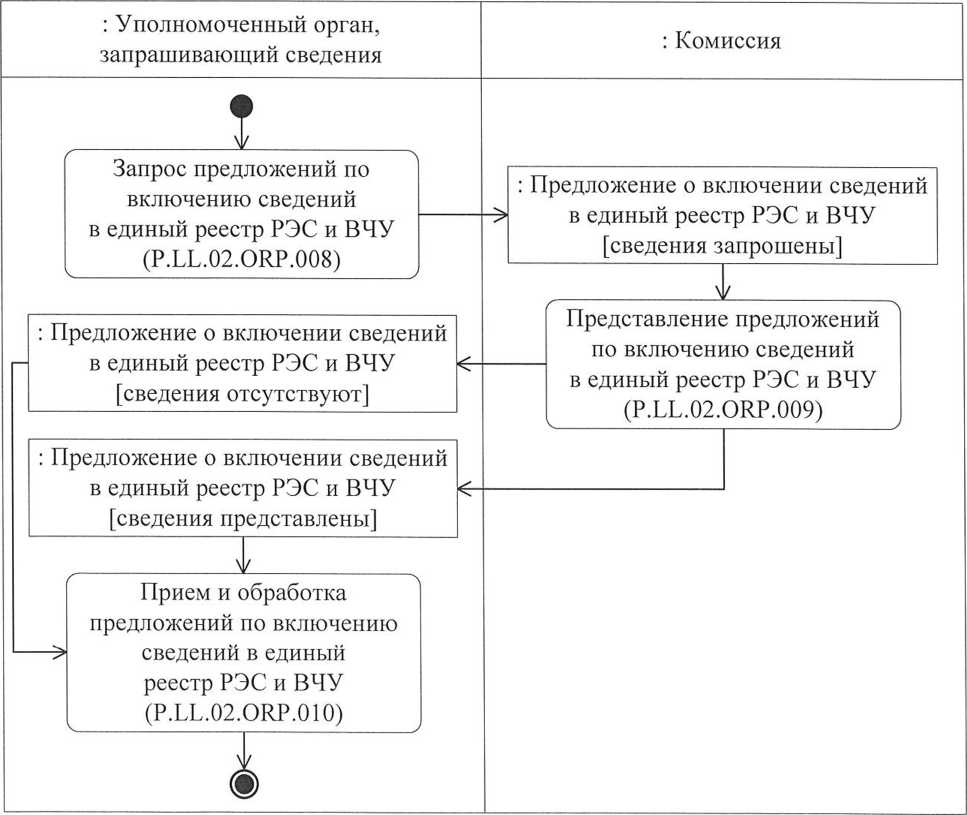 : Уполномоченный орган,
запрашивающий сведения
: Комиссия
Запрос предложений по
включению сведений
в единый реестр РЭС и ВЧУ
(P.LL.02.ORP.008)
: Предложение о включении сведений
в единый реестр РЭС и ВЧУ
[сведения запрошены]
Представление предложений
по включению сведений
в единый реестр РЭС и ВЧУ
(P.LL.02.ORP.009)
: Предложение о включении сведений
в единый реестр РЭС и ВЧУ
[сведения отсутствуют]
: Предложение о включении сведений
в единый реестр РЭС и ВЧУ
[сведения представлены]
Прием и обработка
предложений по включению
сведений в единый
реестр РЭС и ВЧУ
(P.LL.02.ORP.010)